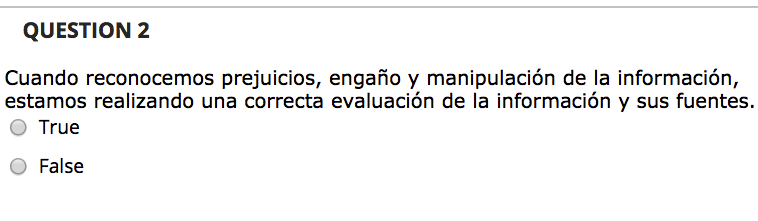 QUESTION 2
Cuando reconocemos prejuicios, engaño y manipulación de la información,
estamos realizando una correcta evaluación de la información y sus fuentes.
True
False